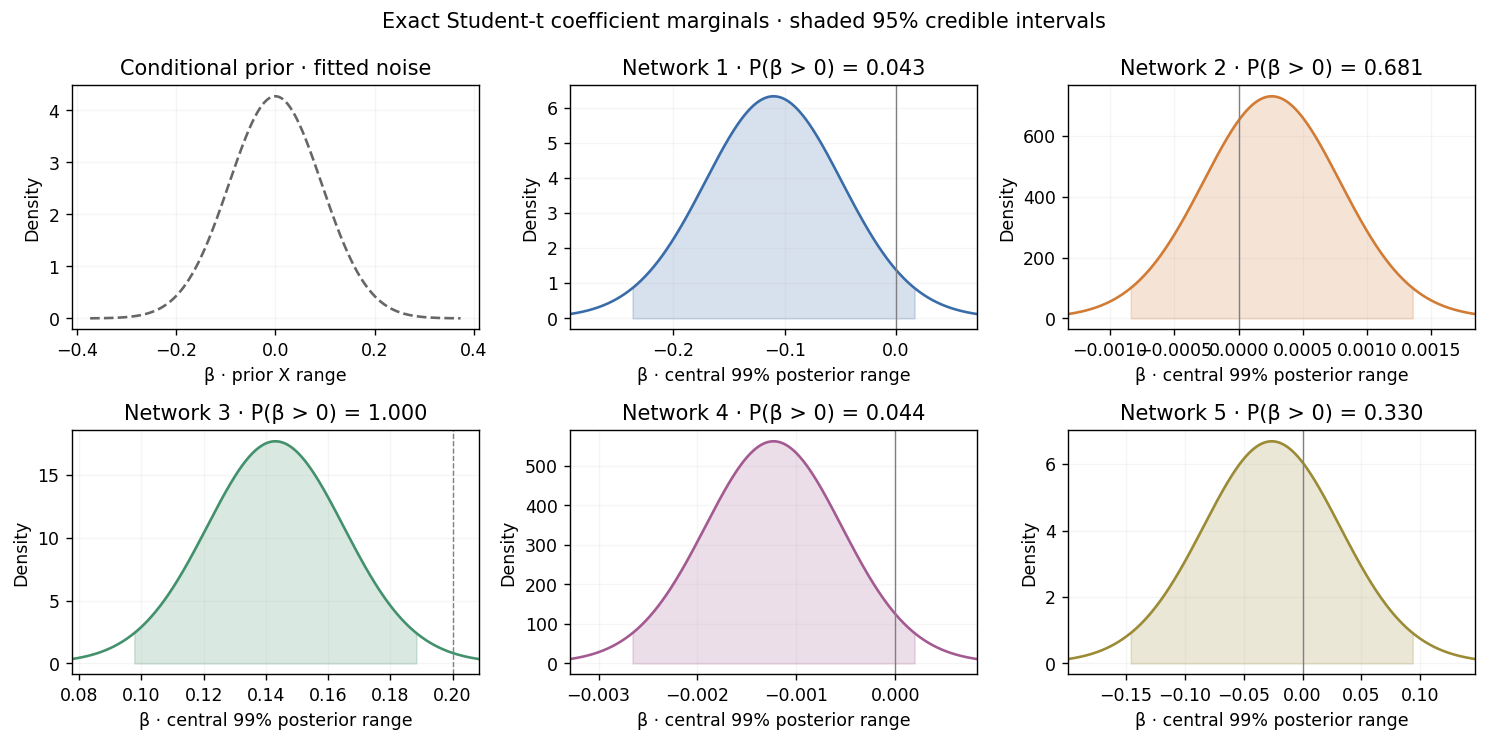 Exact Student-t coefficient marginals · shaded 95% credible intervals
Conditional prior · fitted noise
Density
4
3
2
1
0
−0.4 −0.2 0.0 0.2 0.4
β · prior X range
Network 1 · P(β > 0) = 0.043
Density
6
5
4
3
2
1
0
−0.2 −0.1 0.0
β · central 99% posterior range
Network 2 · P(β > 0) = 0.681
Density
600
400
200
0
−0.0010 −0.0005 0.0000 0.0005 0.0010 0.0015
β · central 99% posterior range
Network 3 · P(β > 0) = 1.000
Density
15
10
5
0
0.08 0.10 0.12 0.14 0.16 0.18 0.20
β · central 99% posterior range
Network 4 · P(β > 0) = 0.044
Density
500
400
300
200
100
0
−0.003 −0.002 −0.001 0.000
β · central 99% posterior range
Network 5 · P(β > 0) = 0.330
Density
6
4
2
0
−0.15 −0.10 −0.05 0.00 0.05 0.10
β · central 99% posterior range